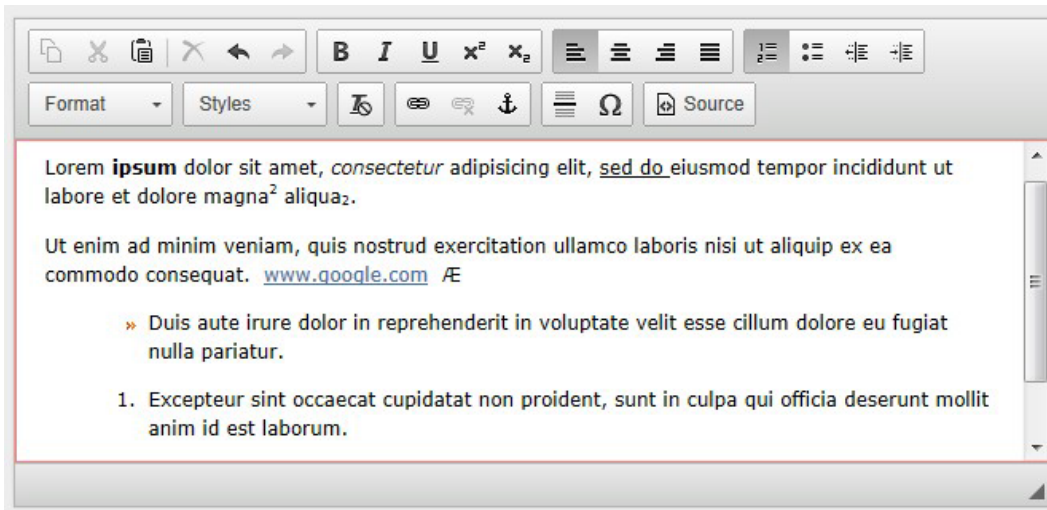 B I U x² x₂
Format Styles Ω Source
Lorem ipsum dolor sit amet, consectetur adipisicing elit, sed do eiusmod tempor incididunt ut
labore et dolore magna² aliqua₂.
Ut enim ad minim veniam, quis nostrud exercitation ullamco laboris nisi ut aliquip ex ea
commodo consequat. www.google.com Æ
» Duis aute irure dolor in reprehenderit in voluptate velit esse cillum dolore eu fugiat
nulla pariatur.
1. Excepteur sint occaecat cupidatat non proident, sunt in culpa qui officia deserunt mollit
anim id est laborum.